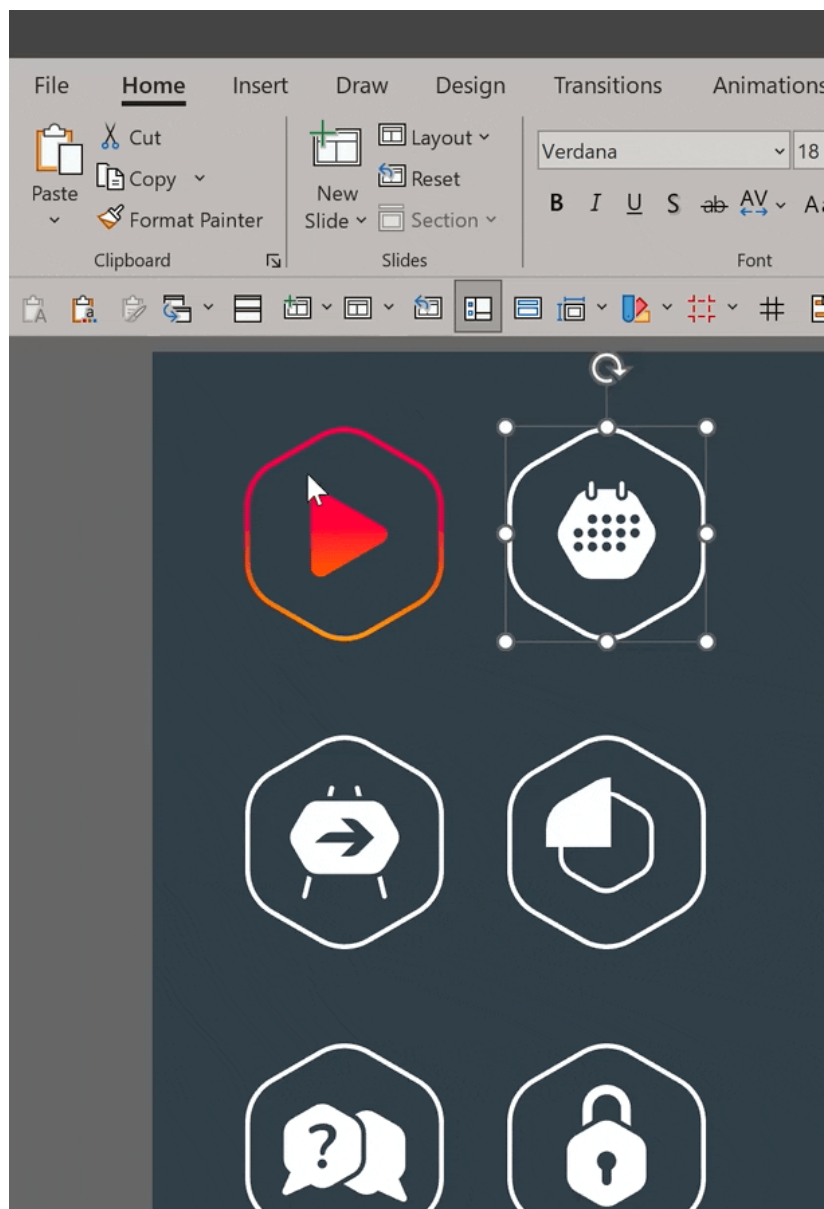 File Home Insert Draw Design Transitions Animations
Cut
Copy
Format Painter
Paste
Clipboard
New
Slide
Layout
Reset
Section
Slides
Verdana 18
B I U S ab AV
Font
a
?